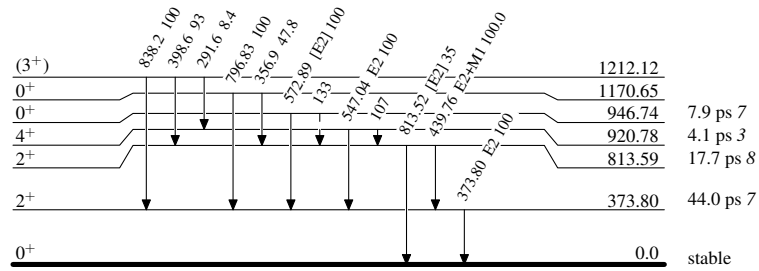 838.2 100
398.6 93
291.6 8.4
796.83 100
356.9 47.8
572.89 [E2] 100
133
547.04 E2 100
107
813.52 [E2] 35
439.76 E2+M1 100.0
373.80 E2 100
(3+) 1212.12
0+ 1170.65
0+ 946.74 7.9 ps 7
4+ 920.78 4.1 ps 3
2+ 813.59 17.7 ps 8
2+ 373.80 44.0 ps 7
0+ 0.0 stable